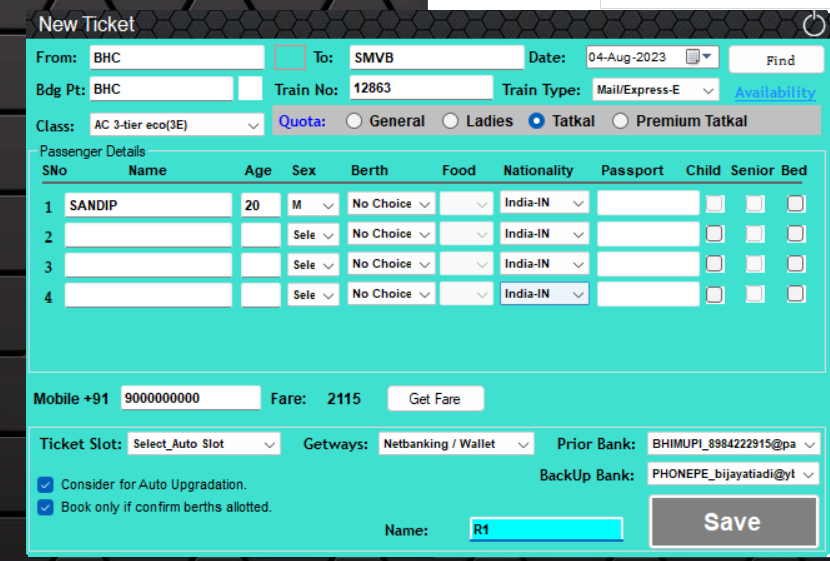 New Ticket
From: BHC To: SMVB Date: 04-Aug-2023 Find
Bdg Pt: BHC Train No: 12863 Train Type: Mail/Express-E Availability
Class: AC 3-tier eco(3E) Quota: General Ladies Tatkal Premium Tatkal
Passenger Details
SNo Name Age Sex Berth Food Nationality Passport Child Senior Bed
1 SANDIP 20 M No Choice India-IN
2 Sele No Choice India-IN
3 Sele No Choice India-IN
4 Sele No Choice India-IN
Mobile +91 9000000000 Fare: 2115 Get Fare
Ticket Slot: Select_Auto Slot Getways: Netbanking / Wallet Prior Bank: BHIMUPI_8984222915@pa
BackUp Bank: PHONEPE_bijayatiadi@yt
Consider for Auto Upgradation.
Book only if confirm berths allotted.
Name: R1 Save